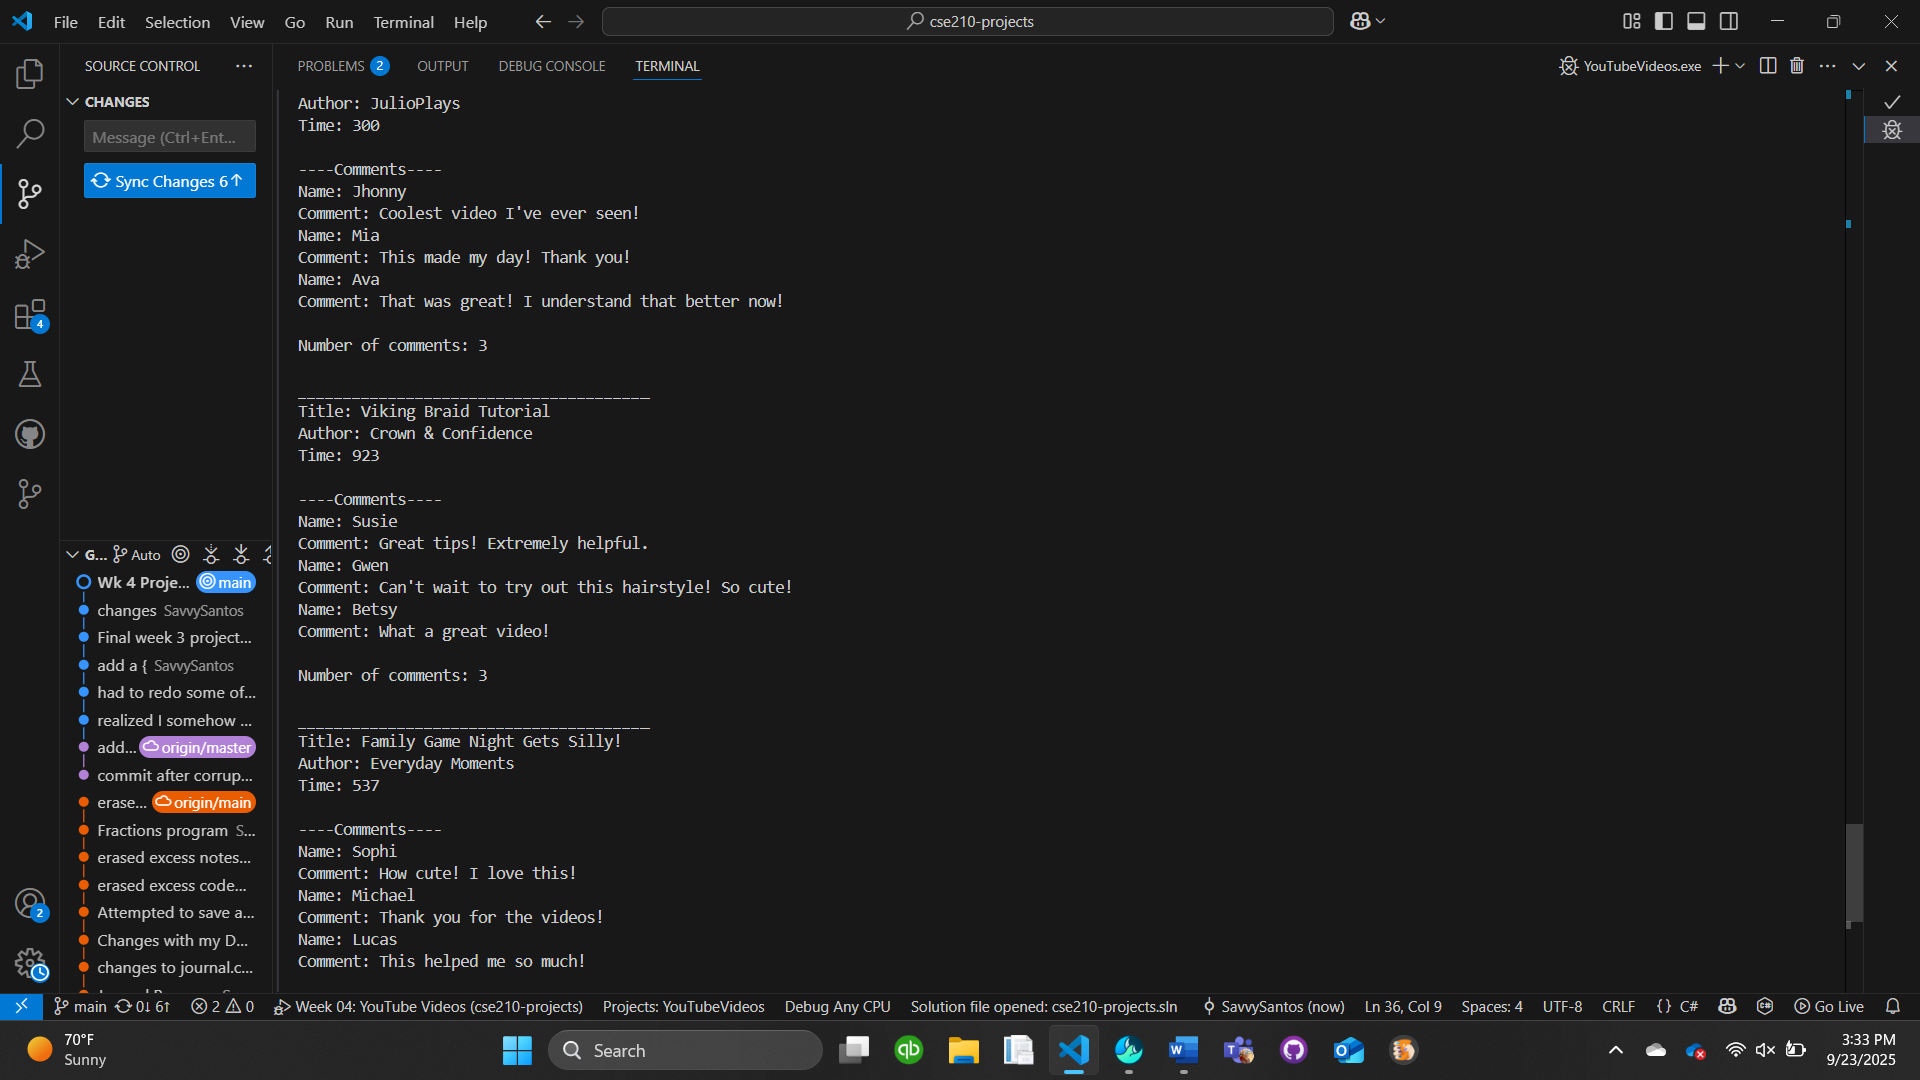 File Edit Selection View Go Run Terminal Help
cse210-projects
SOURCE CONTROL
CHANGES
Message (Ctrl+Ent...
Sync Changes 6↑
PROBLEMS 2 OUTPUT DEBUG CONSOLE TERMINAL
YouTubeVideos.exe
Author: JulioPlays
Time: 300
----Comments----
Name: Jhonny
Comment: Coolest video I've ever seen!
Name: Mia
Comment: This made my day! Thank you!
Name: Ava
Comment: That was great! I understand that better now!
Number of comments: 3
_______________________________________
Title: Viking Braid Tutorial
Author: Crown & Confidence
Time: 923
----Comments----
Name: Susie
Comment: Great tips! Extremely helpful.
Name: Gwen
Comment: Can't wait to try out this hairstyle! So cute!
Name: Betsy
Comment: What a great video!
Number of comments: 3
_______________________________________
Title: Family Game Night Gets Silly!
Author: Everyday Moments
Time: 537
----Comments----
Name: Sophi
Comment: How cute! I love this!
Name: Michael
Comment: Thank you for the videos!
Name: Lucas
Comment: This helped me so much!
4
G... Auto
Wk 4 Proje... main
changes SavvySantos
Final week 3 project...
add a { SavvySantos
had to redo some of...
realized I somehow ...
add... origin/master
commit after corrup...
erase... origin/main
Fractions program S...
erased excess notes...
erased excess code...
Attempted to save a...
Changes with my D...
changes to journal.c...
2
main 0↓ 6↑ 2 0 Week 04: YouTube Videos (cse210-projects) Projects: YouTubeVideos Debug Any CPU Solution file opened: cse210-projects.sln SavvySantos (now) Ln 36, Col 9 Spaces: 4 UTF-8 CRLF {} C# Go Live
70°F
Sunny
Search
3:33 PM
9/23/2025